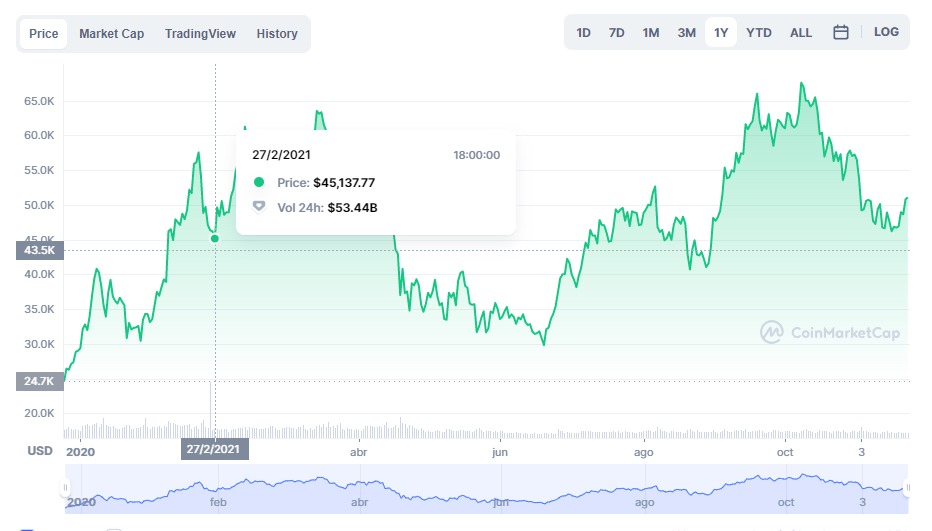 Price Market Cap TradingView History 1D 7D 1M 3M 1Y YTD ALL LOG
65.0K
60.0K
27/2/2021 18:00:00
55.0K
Price: $45,137.77
50.0K
Vol 24h: $53.44B
45.0K
43.5K
40.0K
35.0K
30.0K
CoinMarketCap
24.7K
20.0K
USD 2020 27/2/2021 abr jun ago oct 3
2020 feb abr jun ago oct 3